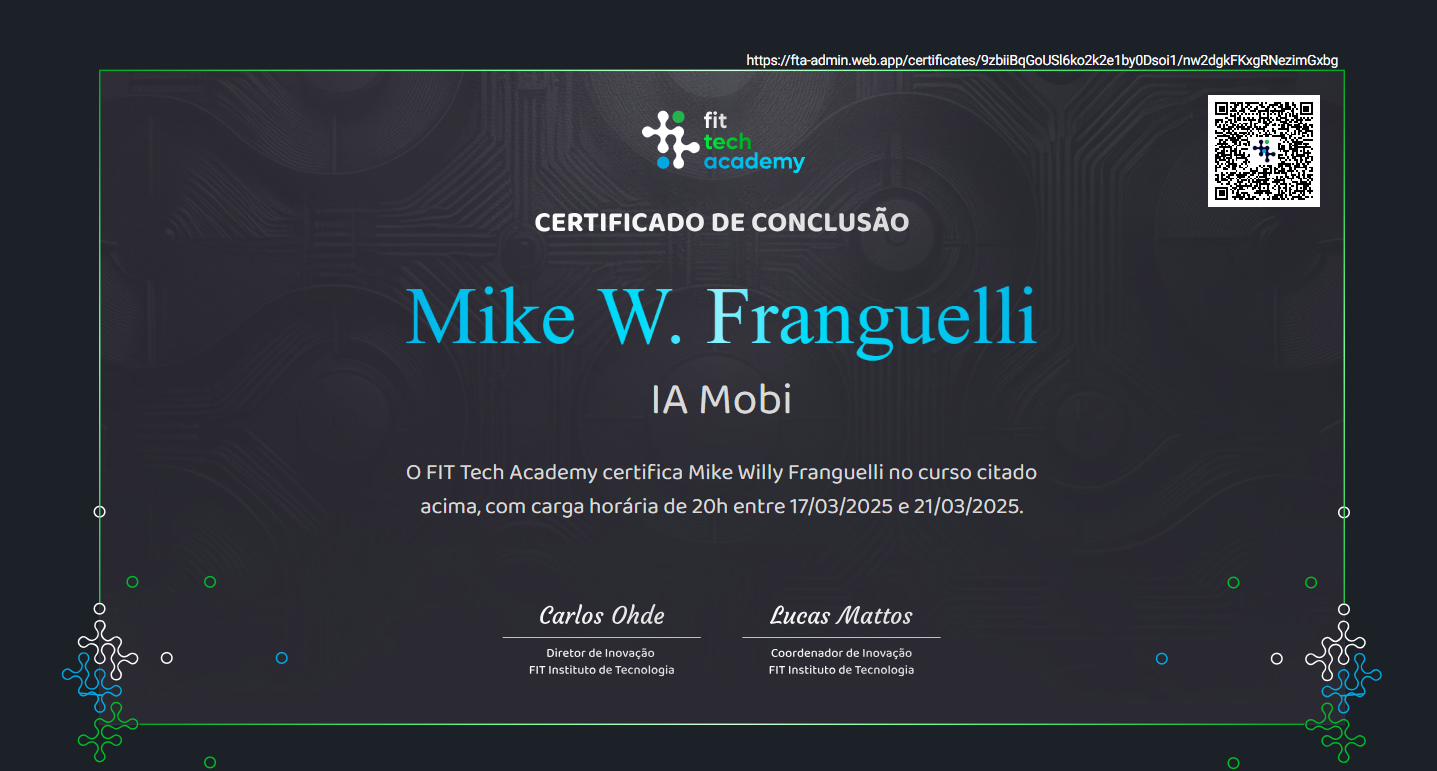 https://fta-admin.web.app/certificates/9zbiiBqGoUSl6ko2k2e1by0Dsoi1/nw2dgkFKxgRNezimGxbg
fit
tech
academy
CERTIFICADO DE CONCLUSÃO
Mike W. Franguelli
IA Mobi
O FIT Tech Academy certifica Mike Willy Franguelli no curso citado
acima, com carga horária de 20h entre 17/03/2025 e 21/03/2025.
Carlos Ohde
Diretor de Inovação
FIT Instituto de Tecnologia
Lucas Mattos
Coordenador de Inovação
FIT Instituto de Tecnologia